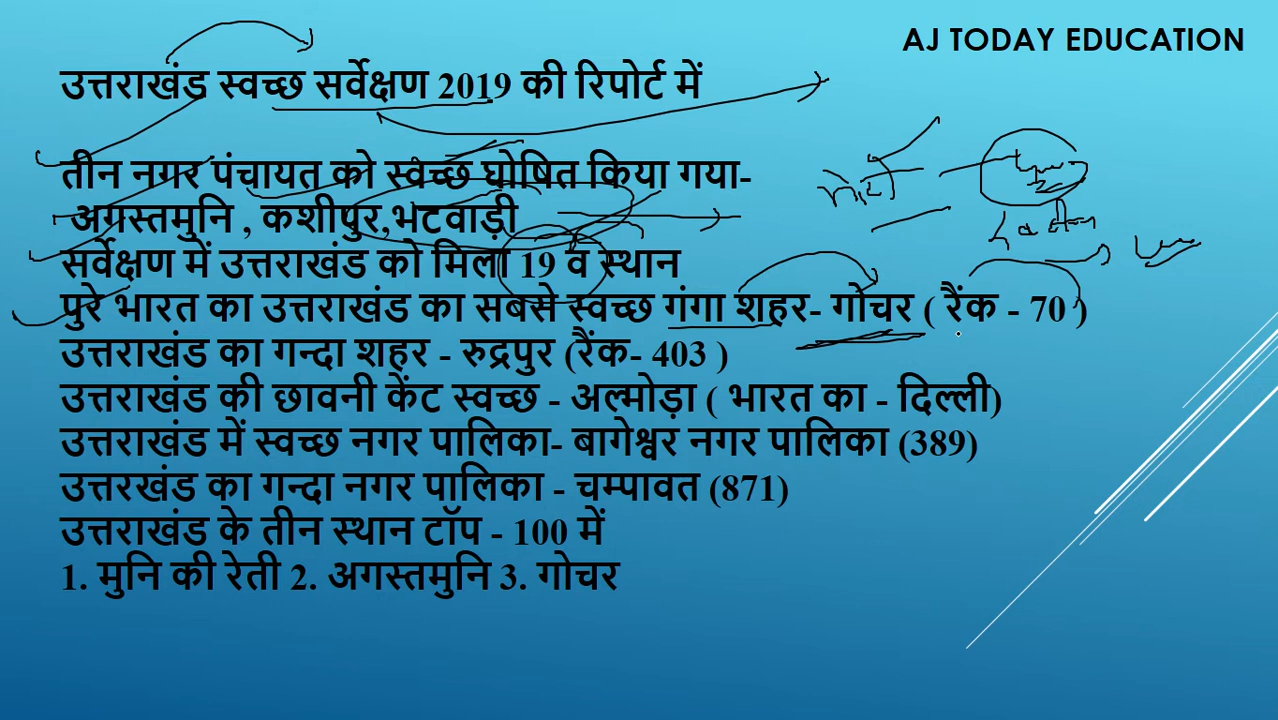 AJ TODAY EDUCATION
उत्तराखंड स्वच्छ सर्वेक्षण 2019 की रिपोर्ट में
तीन नगर पंचायत को स्वच्छ घोषित किया गया-
अगस्तमुनि , कशीपुर,भटवाड़ी
सर्वेक्षण में उत्तराखंड को मिला 19 व स्थान
पुरे भारत का उत्तराखंड का सबसे स्वच्छ गंगा शहर- गोचर ( रैंक - 70 )
उत्तराखंड का गन्दा शहर - रुद्रपुर (रैंक- 403 )
उत्तराखंड की छावनी केंट स्वच्छ - अल्मोड़ा ( भारत का - दिल्ली)
उत्तराखंड में स्वच्छ नगर पालिका- बागेश्वर नगर पालिका (389)
उत्तरखंड का गन्दा नगर पालिका - चम्पावत (871)
उत्तराखंड के तीन स्थान टॉप - 100 में
1. मुनि की रेती 2. अगस्तमुनि 3. गोचर